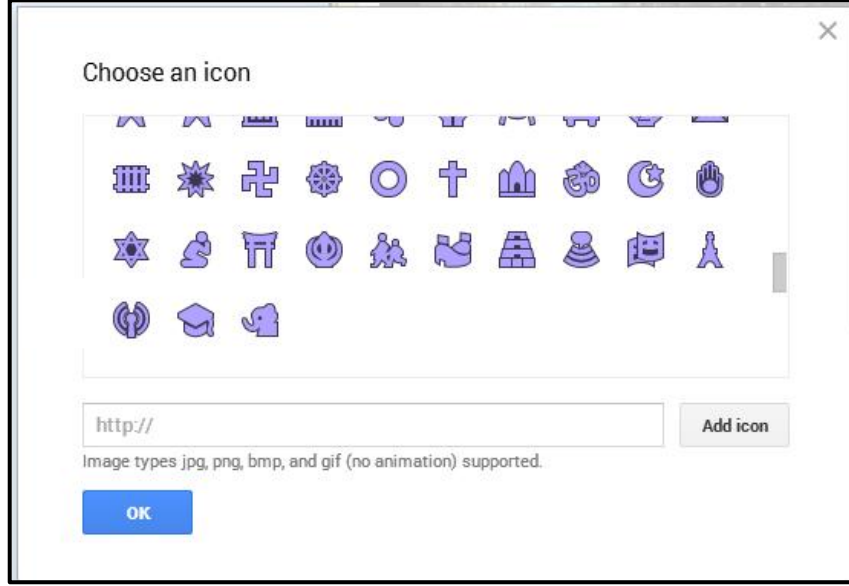 Choose an icon
http://
Add icon
Image types jpg, png, bmp, and gif (no animation) supported.
OK